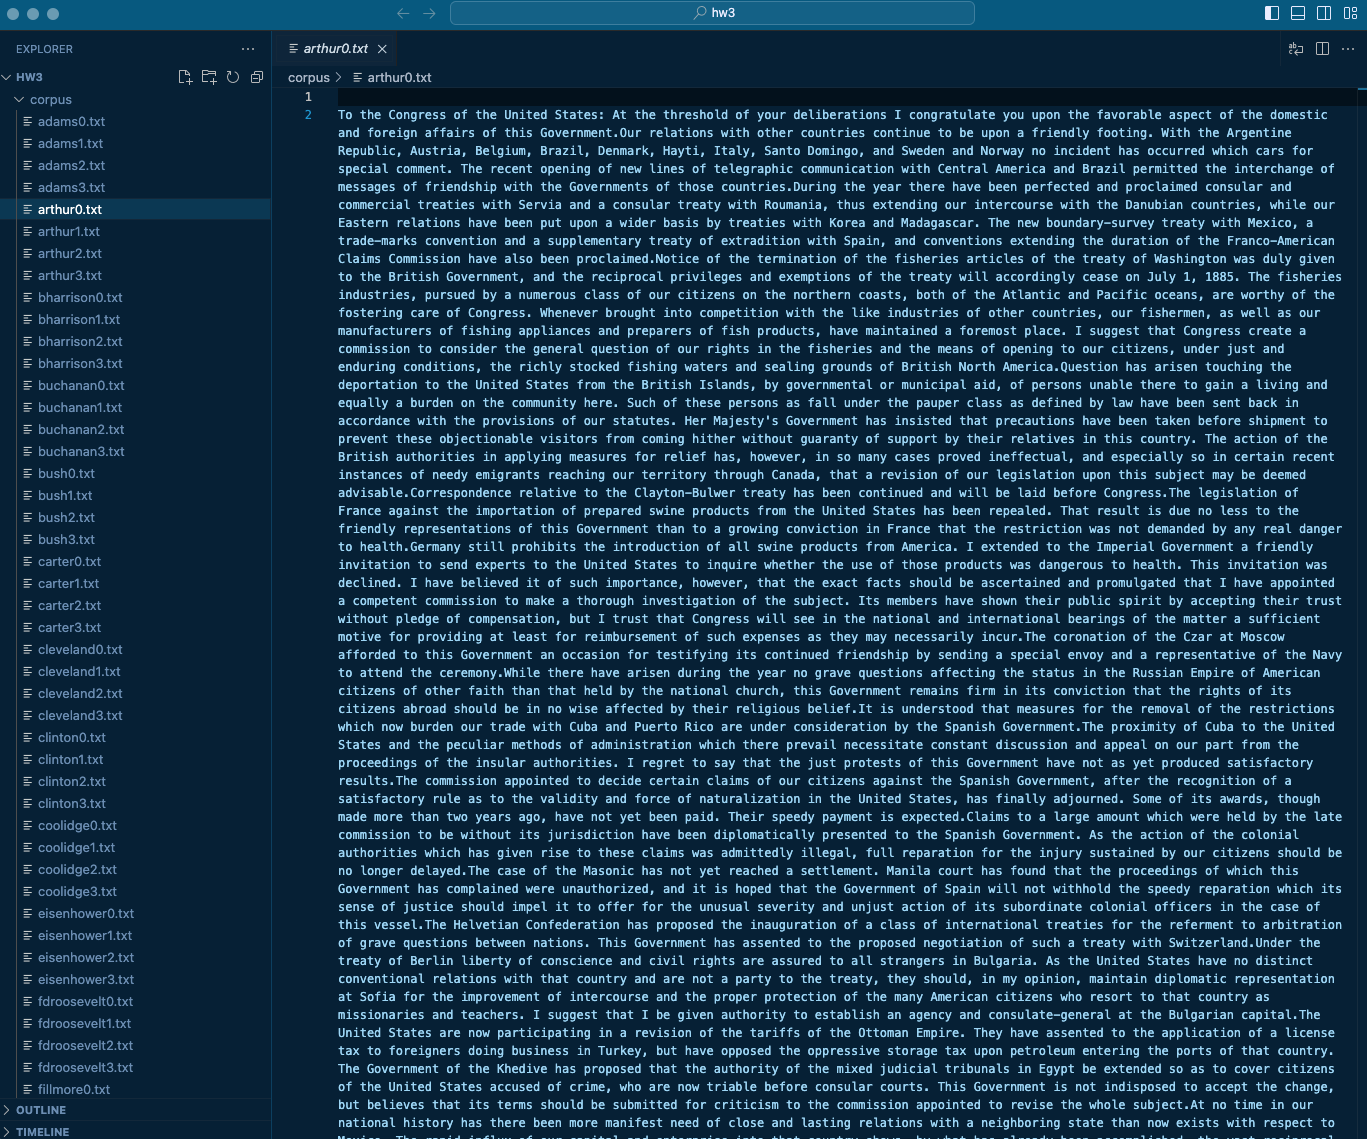 hw3
EXPLORER
arthur0.txt
HW3
corpus > arthur0.txt
corpus
adams0.txt
adams1.txt
adams2.txt
adams3.txt
arthur0.txt
arthur1.txt
arthur2.txt
arthur3.txt
bharrison0.txt
bharrison1.txt
bharrison2.txt
bharrison3.txt
buchanan0.txt
buchanan1.txt
buchanan2.txt
buchanan3.txt
bush0.txt
bush1.txt
bush2.txt
bush3.txt
carter0.txt
carter1.txt
carter2.txt
carter3.txt
cleveland0.txt
cleveland1.txt
cleveland2.txt
cleveland3.txt
clinton0.txt
clinton1.txt
clinton2.txt
clinton3.txt
coolidge0.txt
coolidge1.txt
coolidge2.txt
coolidge3.txt
eisenhower0.txt
eisenhower1.txt
eisenhower2.txt
eisenhower3.txt
fdroosevelt0.txt
fdroosevelt1.txt
fdroosevelt2.txt
fdroosevelt3.txt
fillmore0.txt
OUTLINE
TIMELINE
1
2
To the Congress of the United States: At the threshold of your deliberations I congratulate you upon the favorable aspect of the domestic
and foreign affairs of this Government.Our relations with other countries continue to be upon a friendly footing. With the Argentine
Republic, Austria, Belgium, Brazil, Denmark, Hayti, Italy, Santo Domingo, and Sweden and Norway no incident has occurred which cars for
special comment. The recent opening of new lines of telegraphic communication with Central America and Brazil permitted the interchange of
messages of friendship with the Governments of those countries.During the year there have been perfected and proclaimed consular and
commercial treaties with Servia and a consular treaty with Roumania, thus extending our intercourse with the Danubian countries, while our
Eastern relations have been put upon a wider basis by treaties with Korea and Madagascar. The new boundary-survey treaty with Mexico, a
trade-marks convention and a supplementary treaty of extradition with Spain, and conventions extending the duration of the Franco-American
Claims Commission have also been proclaimed.Notice of the termination of the fisheries articles of the treaty of Washington was duly given
to the British Government, and the reciprocal privileges and exemptions of the treaty will accordingly cease on July 1, 1885. The fisheries
industries, pursued by a numerous class of our citizens on the northern coasts, both of the Atlantic and Pacific oceans, are worthy of the
fostering care of Congress. Whenever brought into competition with the like industries of other countries, our fishermen, as well as our
manufacturers of fishing appliances and preparers of fish products, have maintained a foremost place. I suggest that Congress create a
commission to consider the general question of our rights in the fisheries and the means of opening to our citizens, under just and
enduring conditions, the richly stocked fishing waters and sealing grounds of British North America.Question has arisen touching the
deportation to the United States from the British Islands, by governmental or municipal aid, of persons unable there to gain a living and
equally a burden on the community here. Such of these persons as fall under the pauper class as defined by law have been sent back in
accordance with the provisions of our statutes. Her Majesty's Government has insisted that precautions have been taken before shipment to
prevent these objectionable visitors from coming hither without guaranty of support by their relatives in this country. The action of the
British authorities in applying measures for relief has, however, in so many cases proved ineffectual, and especially so in certain recent
instances of needy emigrants reaching our territory through Canada, that a revision of our legislation upon this subject may be deemed
advisable.Correspondence relative to the Clayton-Bulwer treaty has been continued and will be laid before Congress.The legislation of
France against the importation of prepared swine products from the United States has been repealed. That result is due no less to the
friendly representations of this Government than to a growing conviction in France that the restriction was not demanded by any real danger
to health.Germany still prohibits the introduction of all swine products from America. I extended to the Imperial Government a friendly
invitation to send experts to the United States to inquire whether the use of those products was dangerous to health. This invitation was
declined. I have believed it of such importance, however, that the exact facts should be ascertained and promulgated that I have appointed
a competent commission to make a thorough investigation of the subject. Its members have shown their public spirit by accepting their trust
without pledge of compensation, but I trust that Congress will see in the national and international bearings of the matter a sufficient
motive for providing at least for reimbursement of such expenses as they may necessarily incur.The coronation of the Czar at Moscow
afforded to this Government an occasion for testifying its continued friendship by sending a special envoy and a representative of the Navy
to attend the ceremony.While there have arisen during the year no grave questions affecting the status in the Russian Empire of American
citizens of other faith than that held by the national church, this Government remains firm in its conviction that the rights of its
citizens abroad should be in no wise affected by their religious belief.It is understood that measures for the removal of the restrictions
which now burden our trade with Cuba and Puerto Rico are under consideration by the Spanish Government.The proximity of Cuba to the United
States and the peculiar methods of administration which there prevail necessitate constant discussion and appeal on our part from the
proceedings of the insular authorities. I regret to say that the just protests of this Government have not as yet produced satisfactory
results.The commission appointed to decide certain claims of our citizens against the Spanish Government, after the recognition of a
satisfactory rule as to the validity and force of naturalization in the United States, has finally adjourned. Some of its awards, though
made more than two years ago, have not yet been paid. Their speedy payment is expected.Claims to a large amount which were held by the late
commission to be without its jurisdiction have been diplomatically presented to the Spanish Government. As the action of the colonial
authorities which has given rise to these claims was admittedly illegal, full reparation for the injury sustained by our citizens should be
no longer delayed.The case of the Masonic has not yet reached a settlement. Manila court has found that the proceedings of which this
Government has complained were unauthorized, and it is hoped that the Government of Spain will not withhold the speedy reparation which its
sense of justice should impel it to offer for the unusual severity and unjust action of its subordinate colonial officers in the case of
this vessel.The Helvetian Confederation has proposed the inauguration of a class of international treaties for the referment to arbitration
of grave questions between nations. This Government has assented to the proposed negotiation of such a treaty with Switzerland.Under the
treaty of Berlin liberty of conscience and civil rights are assured to all strangers in Bulgaria. As the United States have no distinct
conventional relations with that country and are not a party to the treaty, they should, in my opinion, maintain diplomatic representation
at Sofia for the improvement of intercourse and the proper protection of the many American citizens who resort to that country as
missionaries and teachers. I suggest that I be given authority to establish an agency and consulate-general at the Bulgarian capital.The
United States are now participating in a revision of the tariffs of the Ottoman Empire. They have assented to the application of a license
tax to foreigners doing business in Turkey, but have opposed the oppressive storage tax upon petroleum entering the ports of that country.
The Government of the Khedive has proposed that the authority of the mixed judicial tribunals in Egypt be extended so as to cover citizens
of the United States accused of crime, who are now triable before consular courts. This Government is not indisposed to accept the change,
but believes that its terms should be submitted for criticism to the commission appointed to revise the whole subject.At no time in our
national history has there been more manifest need of close and lasting relations with a neighboring state than now exists with respect to